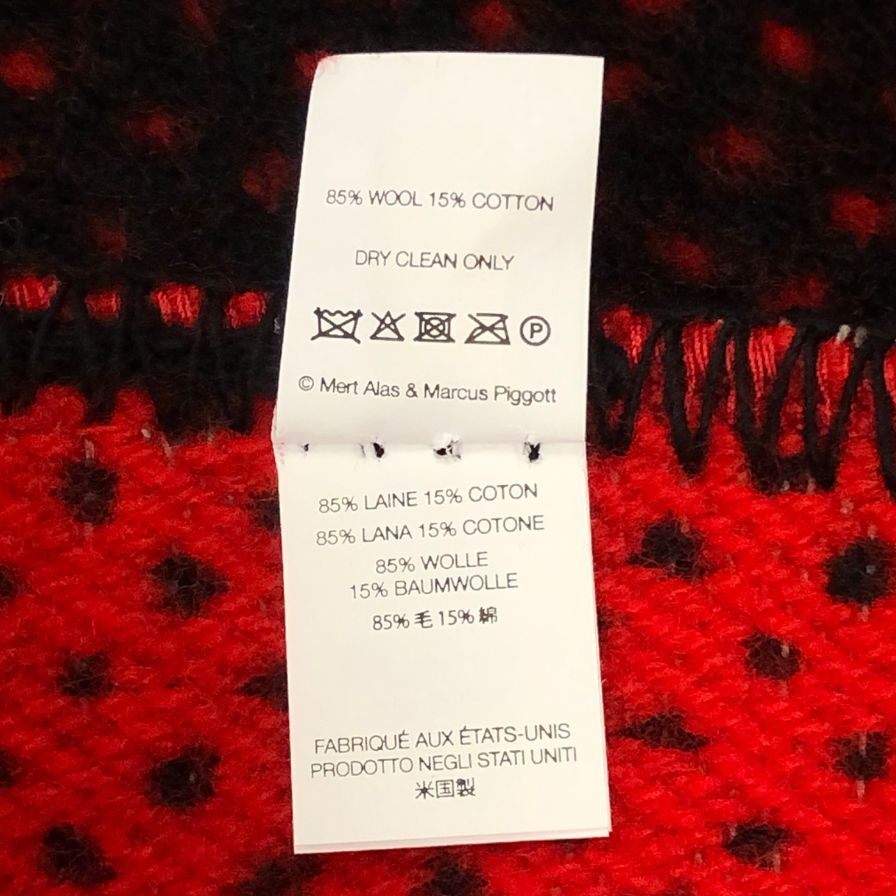 85% WOOL 15% COTTON
DRY CLEAN ONLY
P
© Mert Alas & Marcus Piggott
85% LAINE 15% COTON
85% LANA 15% COTONE
85% WOLLE
15% BAUMWOLLE
85% 毛 15% 綿
FABRIQUÉ AUX ÉTATS-UNIS
PRODOTTO NEGLI STATI UNITI
米国製